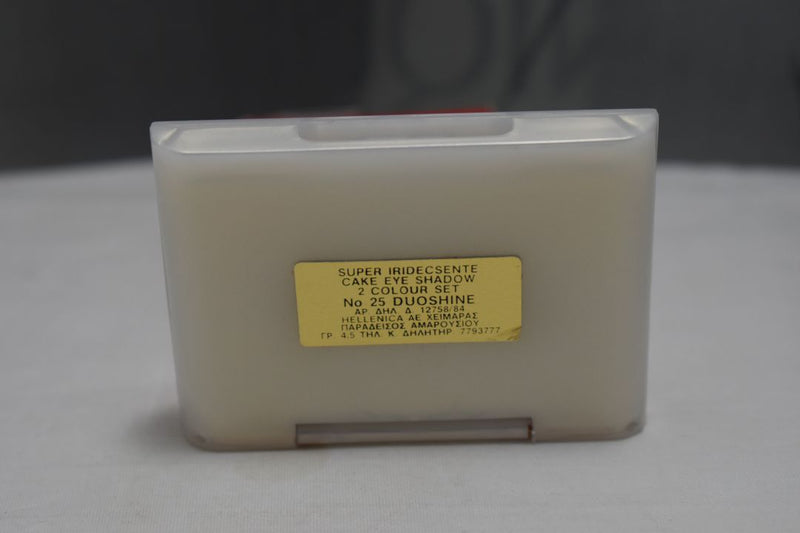 SUPER IRIDECSENTE
CAKE EYE SHADOW
2 COLOUR SET
No 25 DUOSHINE
ΑΡ. ΔΗΛ. Δ. 12758/84
HELLENICA AE ΧΕΙΜΑΡΑΣ
ΠΑΡΑΔΕΙΣΟΣ ΑΜΑΡΟΥΣΙΟΥ
ΓΡ. 4,5 ΤΗΛ. Κ. ΔΗΛΗΤΗΡ. 7793777